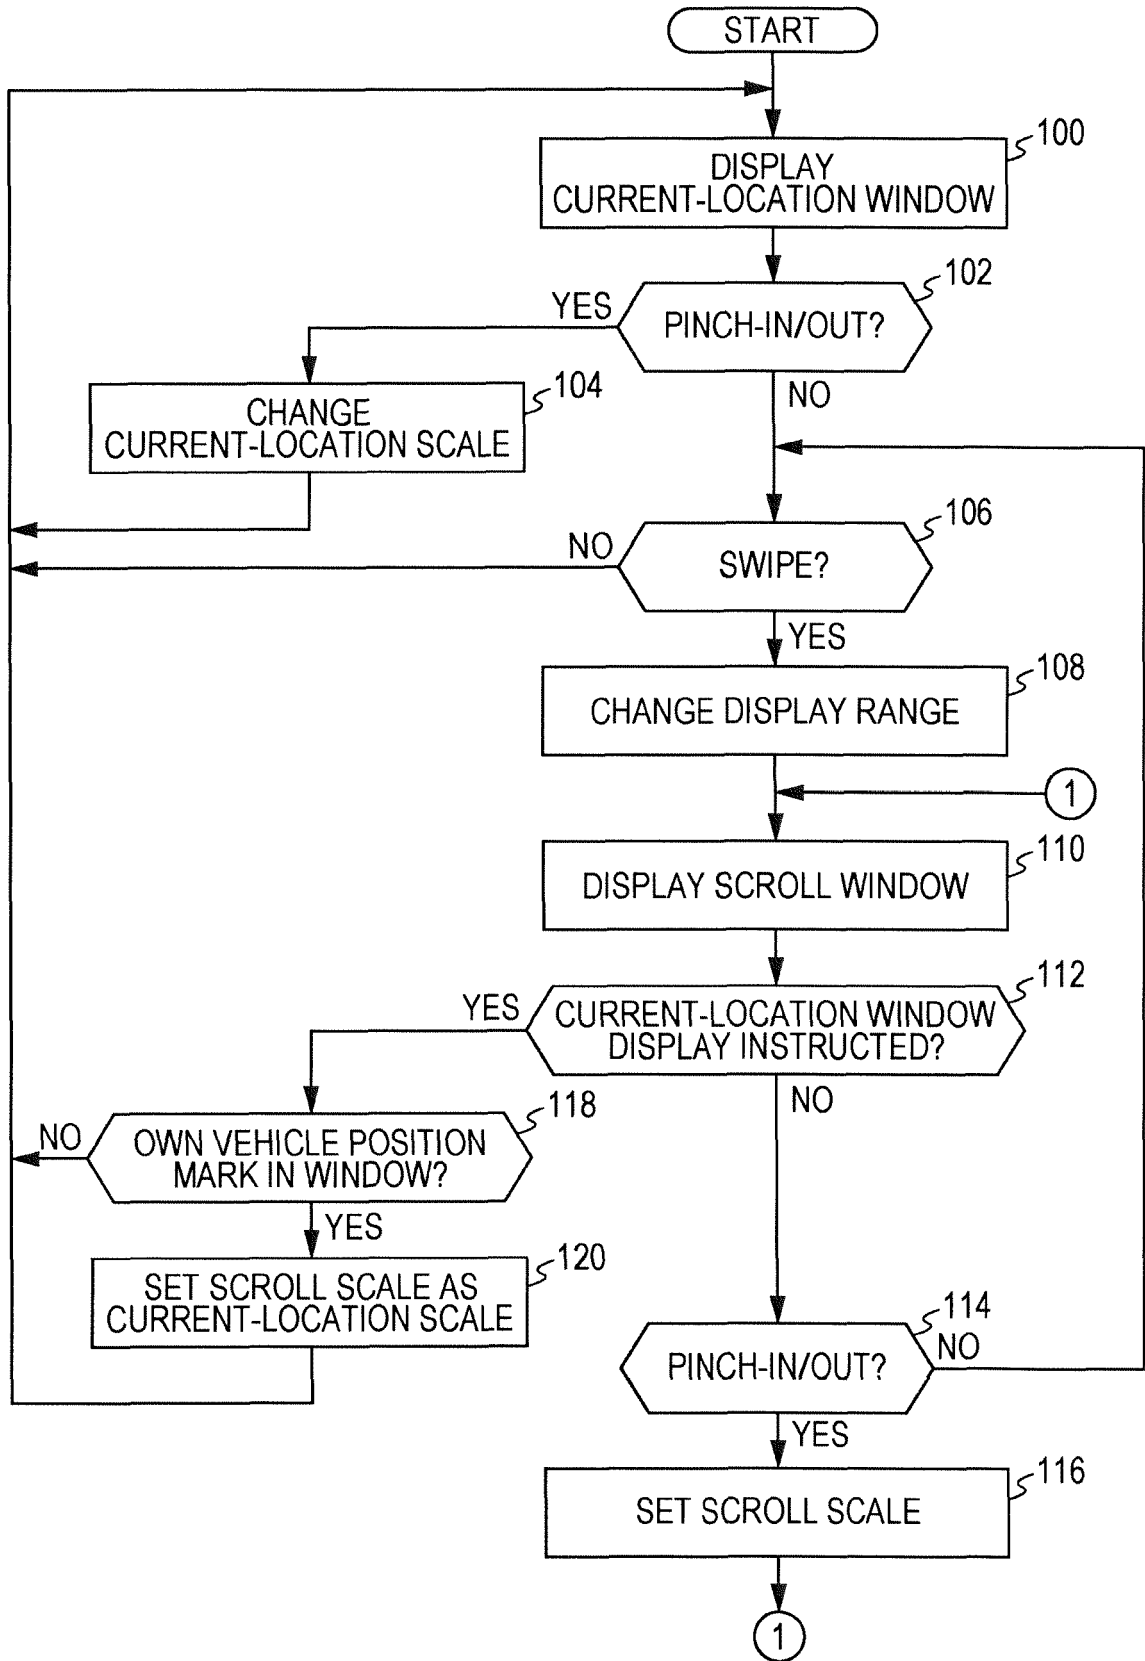 START
100
DISPLAY
CURRENT-LOCATION WINDOW
102
YES
PINCH-IN/OUT?
NO
104
CHANGE
CURRENT-LOCATION SCALE
106
NO
SWIPE?
YES
108
CHANGE DISPLAY RANGE
1
110
DISPLAY SCROLL WINDOW
112
YES
CURRENT-LOCATION WINDOW
DISPLAY INSTRUCTED?
NO
118
NO
OWN VEHICLE POSITION
MARK IN WINDOW?
YES
120
SET SCROLL SCALE AS
CURRENT-LOCATION SCALE
114
PINCH-IN/OUT?
NO
YES
116
SET SCROLL SCALE
1